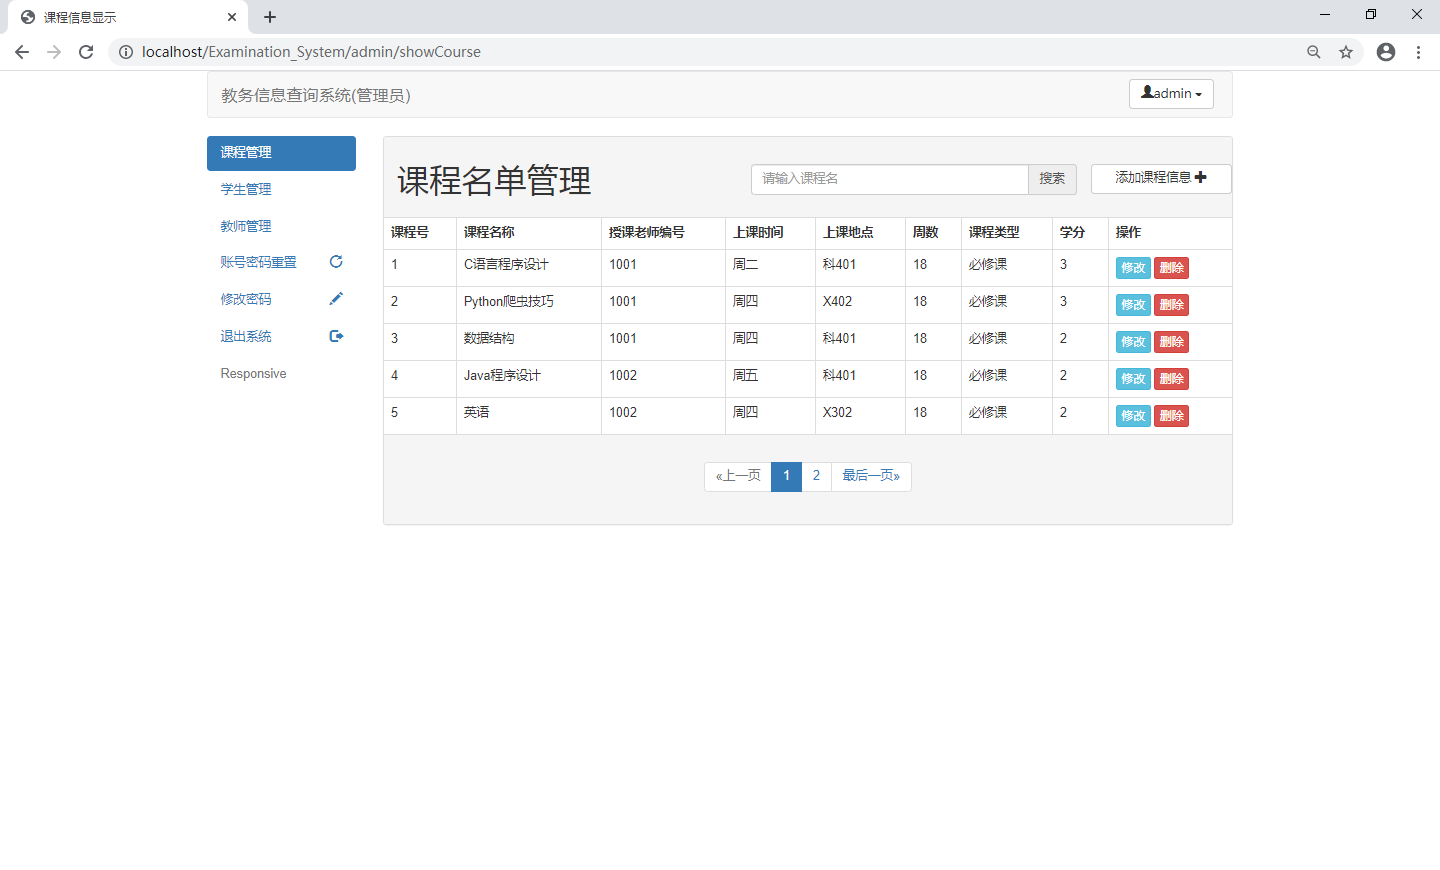 课程信息显示
localhost/Examination_System/admin/showCourse
教务信息查询系统(管理员)
admin
课程管理
学生管理
教师管理
账号密码重置
修改密码
退出系统
Responsive
课程名单管理
请输入课程名 搜索 添加课程信息
课程号 课程名称 授课老师编号 上课时间 上课地点 周数 课程类型 学分 操作
1 C语言程序设计 1001 周二 科401 18 必修课 3 修改 删除
2 Python爬虫技巧 1001 周四 X402 18 必修课 3 修改 删除
3 数据结构 1001 周四 科401 18 必修课 2 修改 删除
4 Java程序设计 1002 周五 科401 18 必修课 2 修改 删除
5 英语 1002 周四 X302 18 必修课 2 修改 删除
«上一页 1 2 最后一页»